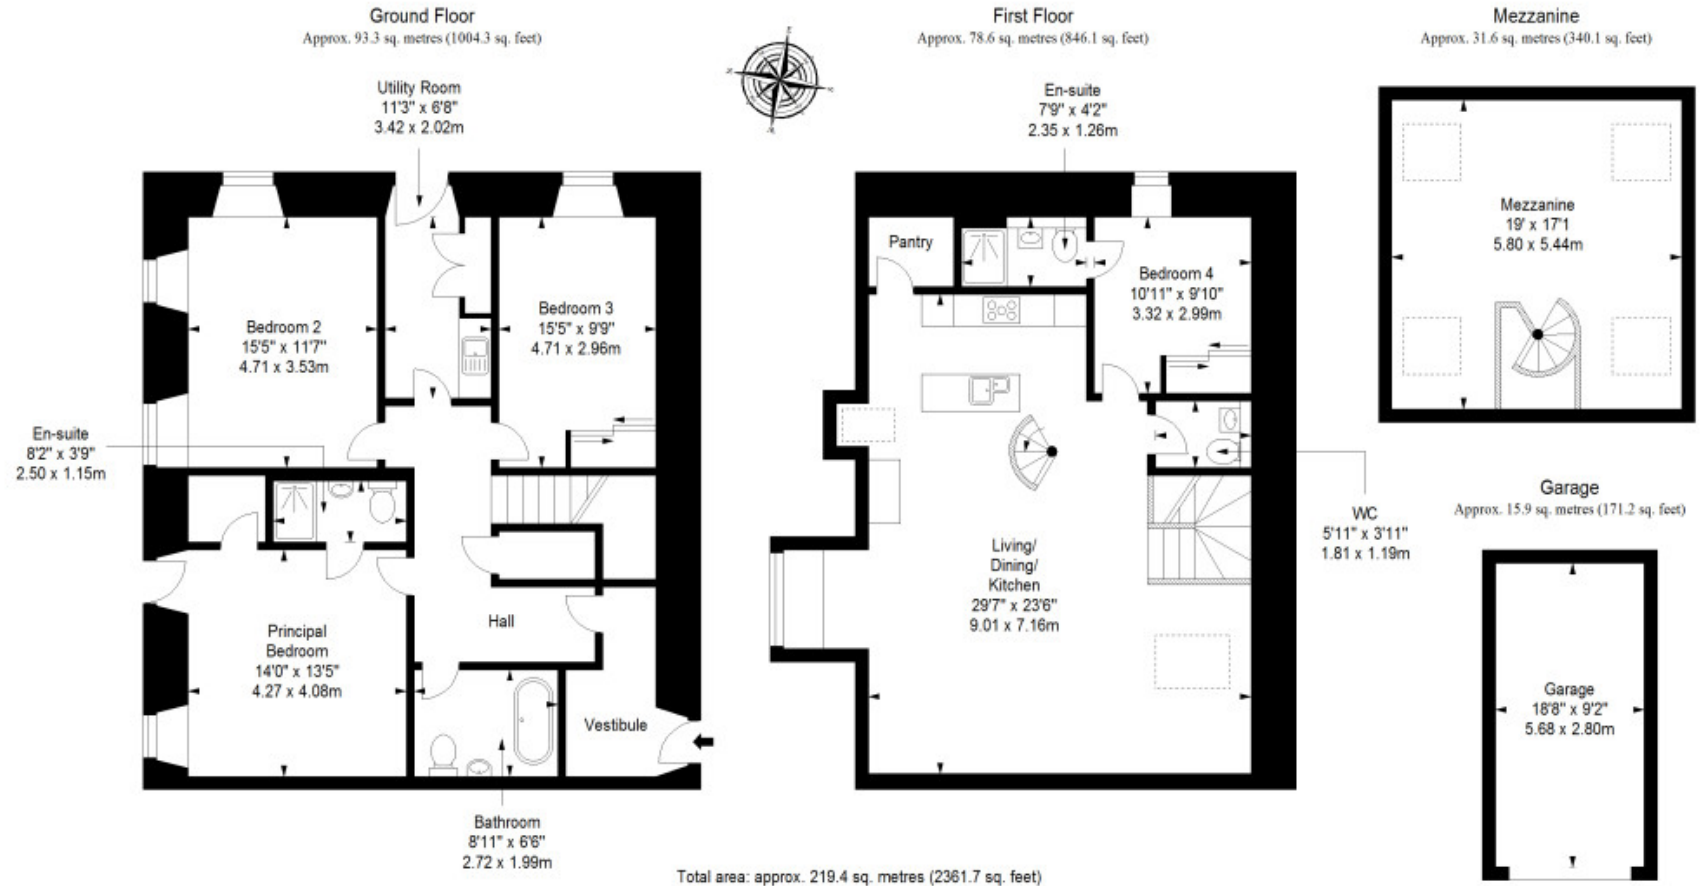 Ground Floor
Approx. 93.3 sq. metres (1004.3 sq. feet)
Utility Room
11'3" x 6'8"
3.42 x 2.02m
Bedroom 2
15'5" x 11'7"
4.71 x 3.53m
Bedroom 3
15'5" x 9'9"
4.71 x 2.96m
En-suite
8'2" x 3'9"
2.50 x 1.15m
Principal
Bedroom
14'0" x 13'5"
4.27 x 4.08m
Hall
Vestibule
Bathroom
8'11" x 6'6"
2.72 x 1.99m
First Floor
Approx. 78.6 sq. metres (846.1 sq. feet)
En-suite
7'9" x 4'2"
2.35 x 1.26m
Pantry
Bedroom 4
10'11" x 9'10"
3.32 x 2.99m
WC
5'11" x 3'11"
1.81 x 1.19m
Living/
Dining/
Kitchen
29'7" x 23'6"
9.01 x 7.16m
Mezzanine
Approx. 31.6 sq. metres (340.1 sq. feet)
Mezzanine
19' x 17'1
5.80 x 5.44m
Garage
Approx. 15.9 sq. metres (171.2 sq. feet)
Garage
18'8" x 9'2"
5.68 x 2.80m
Total area: approx. 219.4 sq. metres (2361.7 sq. feet)